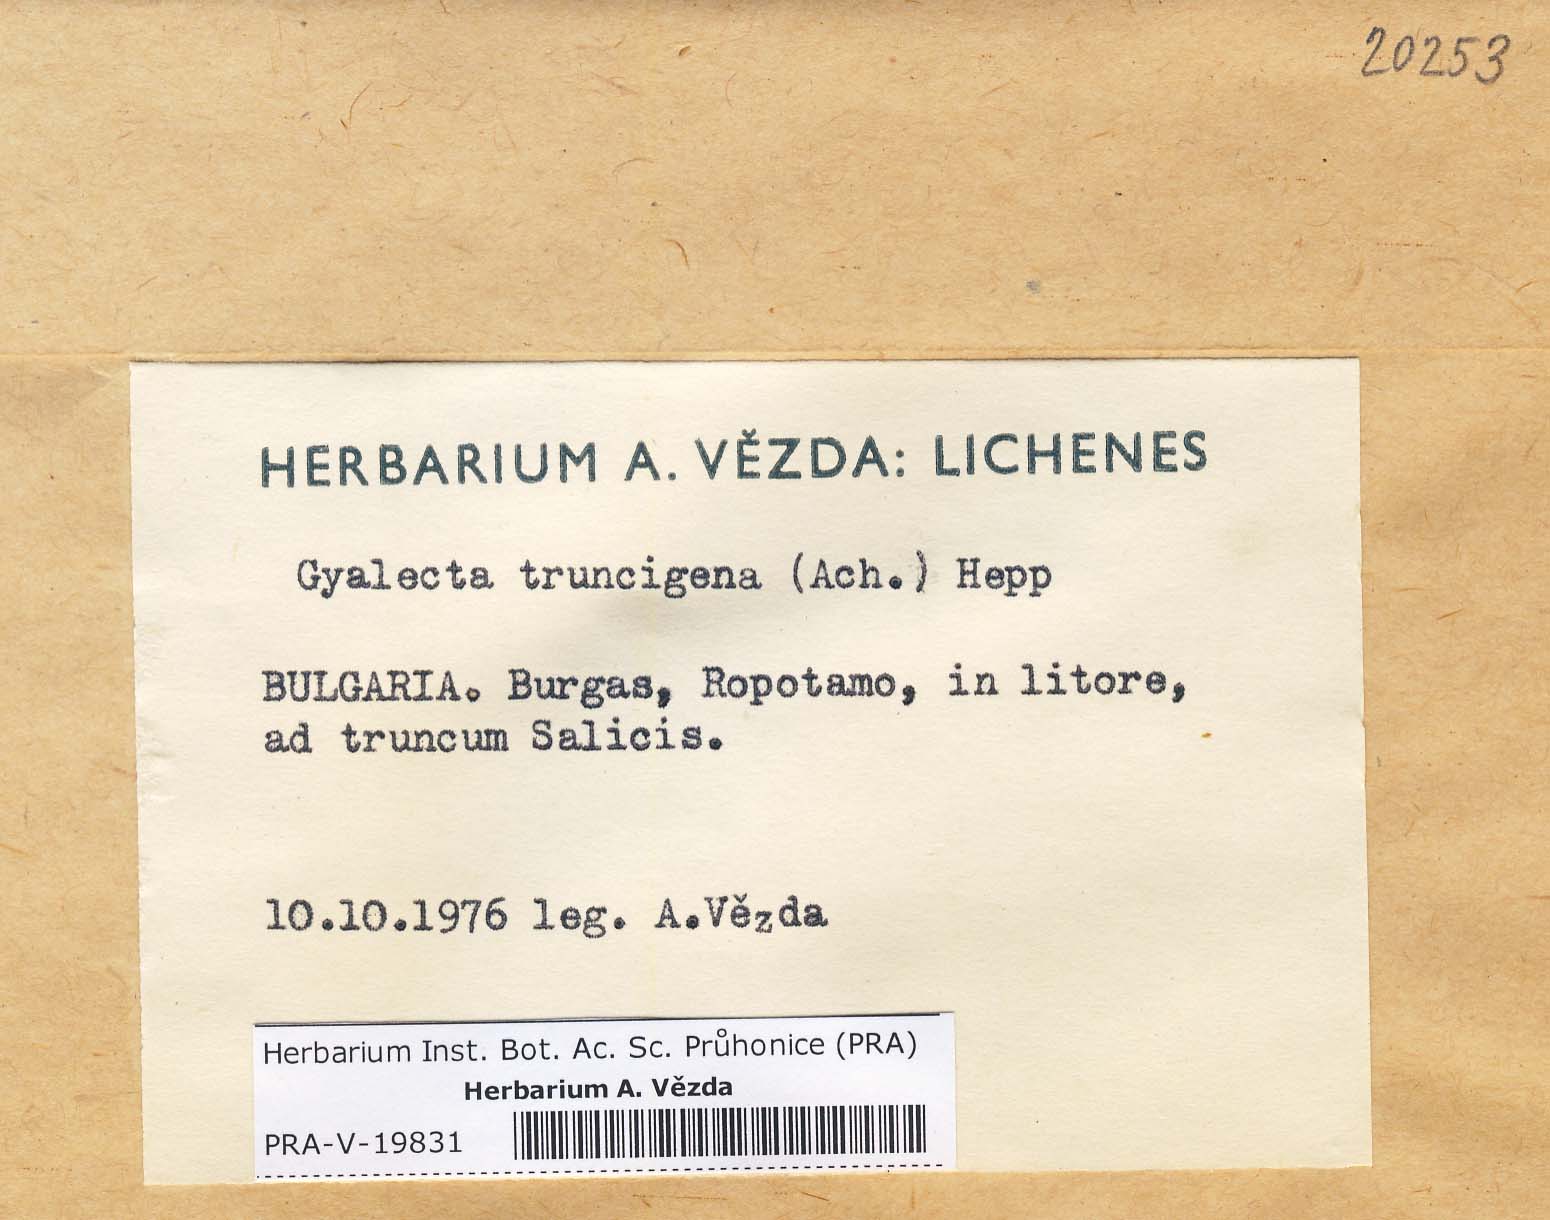 20253
HERBARIUM A. VĚZDA: LICHENES
Gyalecta truncigena (Ach.) Hepp
BULGARIA. Burgas, Ropotamo, in litore,
ad truncum Salicis.
10.10.1976 leg. A.Vězda
Herbarium Inst. Bot. Ac. Sc. Průhonice (PRA)
Herbarium A. Vězda
PRA-V-19831